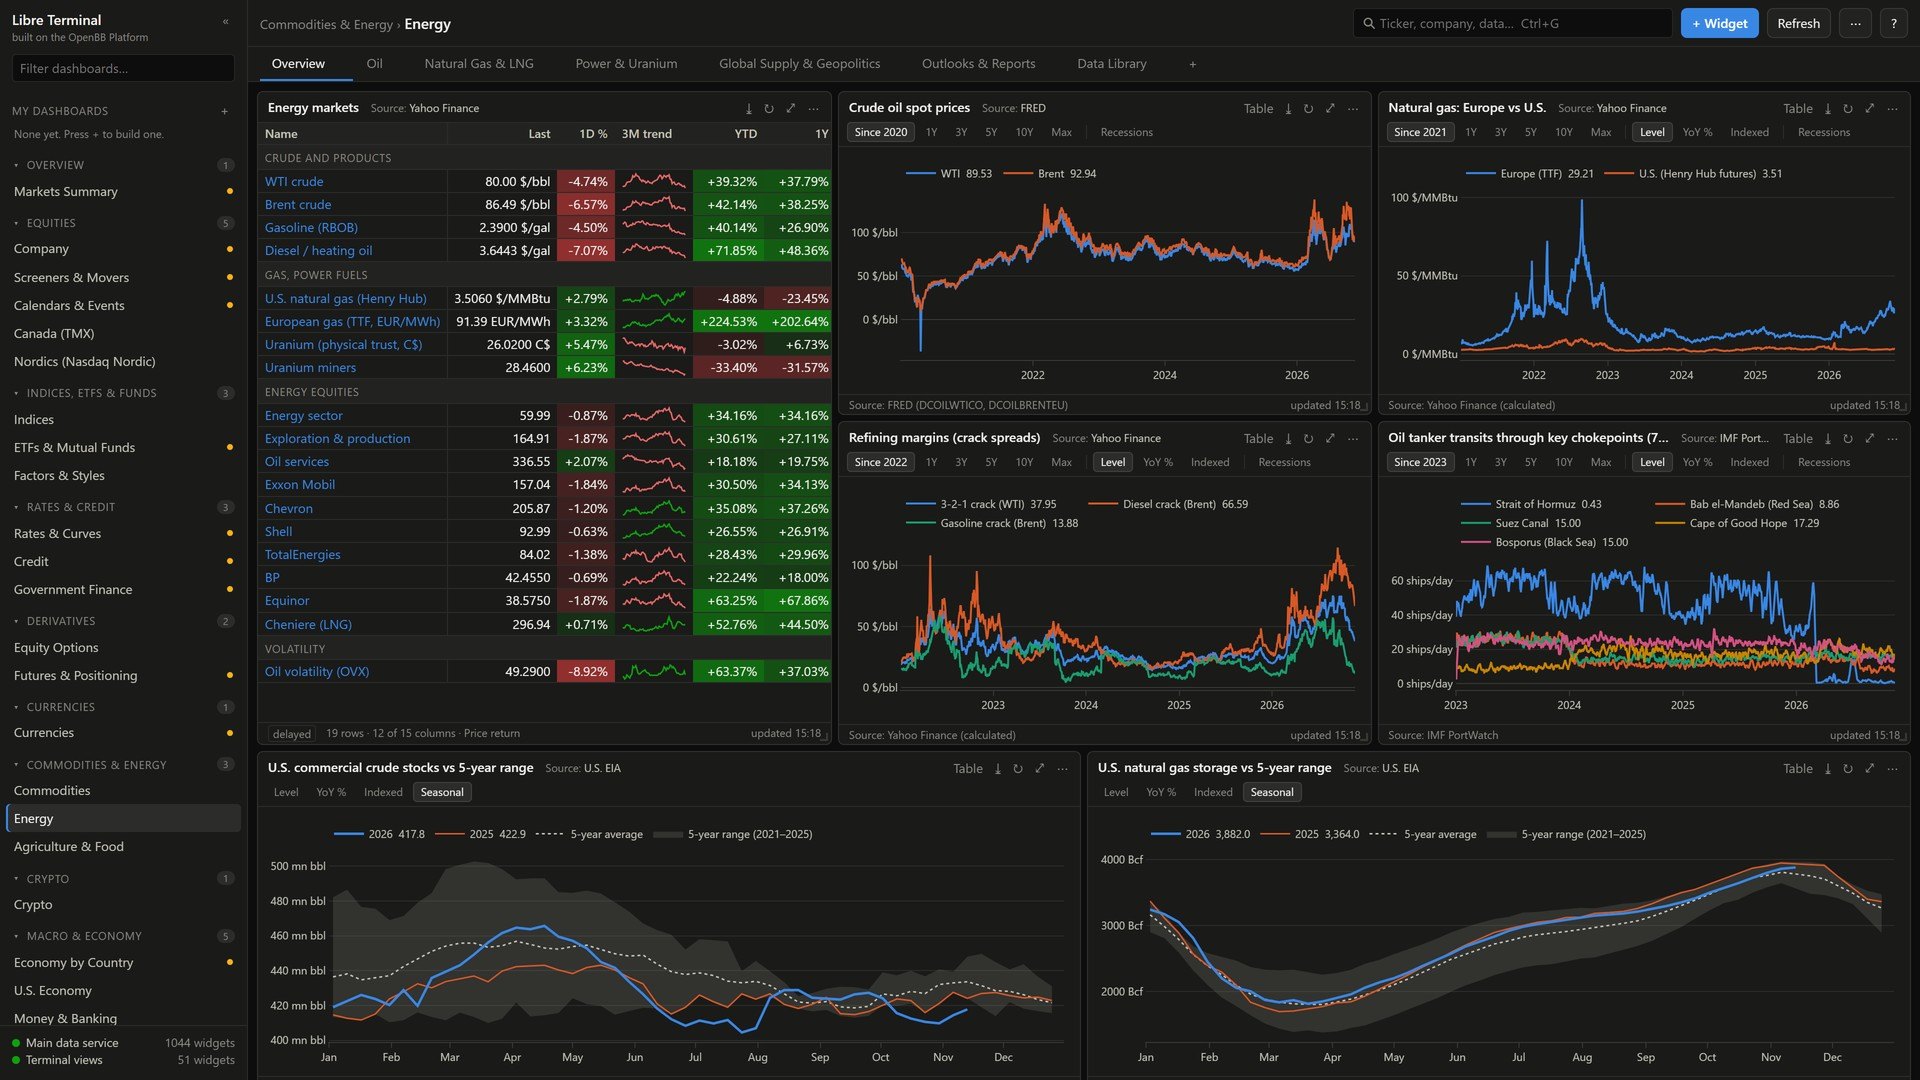 Libre Terminal «
built on the OpenBB Platform
Filter dashboards...
MY DASHBOARDS +
None yet. Press + to build one.
OVERVIEW 1
Markets Summary
EQUITIES 5
Company
Screeners & Movers
Calendars & Events
Canada (TMX)
Nordics (Nasdaq Nordic)
INDICES, ETFS & FUNDS 3
Indices
ETFs & Mutual Funds
Factors & Styles
RATES & CREDIT 3
Rates & Curves
Credit
Government Finance
DERIVATIVES 2
Equity Options
Futures & Positioning
CURRENCIES 1
Currencies
COMMODITIES & ENERGY 3
Commodities
Energy
Agriculture & Food
CRYPTO 1
Crypto
MACRO & ECONOMY 5
Economy by Country
U.S. Economy
Money & Banking
Main data service 1044 widgets
Terminal views 51 widgets
Commodities & Energy › Energy
Ticker, company, data... Ctrl+G
+ Widget Refresh ... ?
Overview Oil Natural Gas & LNG Power & Uranium Global Supply & Geopolitics Outlooks & Reports Data Library +
Energy markets Source: Yahoo Finance
Name Last 1D % 3M trend YTD 1Y
CRUDE AND PRODUCTS
WTI crude 80.00 $/bbl -4.74% +39.32% +37.79%
Brent crude 86.49 $/bbl -6.57% +42.14% +38.25%
Gasoline (RBOB) 2.3900 $/gal -4.50% +40.14% +26.90%
Diesel / heating oil 3.6443 $/gal -7.07% +71.85% +48.36%
GAS, POWER FUELS
U.S. natural gas (Henry Hub) 3.5060 $/MMBtu +2.79% -4.88% -23.45%
European gas (TTF, EUR/MWh) 91.39 EUR/MWh +3.32% +224.53% +202.64%
Uranium (physical trust, C$) 26.0200 C$ +5.47% -3.02% +6.73%
Uranium miners 28.4600 +6.23% -33.40% -31.57%
ENERGY EQUITIES
Energy sector 59.99 -0.87% +34.16% +34.16%
Exploration & production 164.91 -1.87% +30.61% +27.11%
Oil services 336.55 +2.07% +18.18% +19.75%
Exxon Mobil 157.04 -1.84% +30.50% +34.13%
Chevron 205.87 -1.20% +35.08% +37.26%
Shell 92.99 -0.63% +26.55% +26.91%
TotalEnergies 84.02 -1.38% +28.43% +29.96%
BP 42.4550 -0.69% +22.24% +18.00%
Equinor 38.5750 -1.87% +63.25% +67.86%
Cheniere (LNG) 296.94 +0.71% +52.76% +44.50%
VOLATILITY
Oil volatility (OVX) 49.2900 -8.92% +63.37% +37.03%
delayed 19 rows · 12 of 15 columns · Price return updated 15:18
Crude oil spot prices Source: FRED Table
Since 2020 1Y 3Y 5Y 10Y Max Recessions
WTI 89.53 Brent 92.94
100 $/bbl
50 $/bbl
0 $/bbl
2022 2024 2026
Source: FRED (DCOILWTICO, DCOILBRENTEU) updated 15:18
Natural gas: Europe vs U.S. Source: Yahoo Finance Table
Since 2021 1Y 3Y 5Y 10Y Max Level YoY % Indexed Recessions
Europe (TTF) 29.21 U.S. (Henry Hub futures) 3.51
100 $/MMBtu
50 $/MMBtu
0 $/MMBtu
2022 2023 2024 2025 2026
Source: Yahoo Finance (calculated) updated 15:18
Refining margins (crack spreads) Source: Yahoo Finance Table
Since 2022 1Y 3Y 5Y 10Y Max Level YoY % Indexed Recessions
3-2-1 crack (WTI) 37.95 Diesel crack (Brent) 66.59
Gasoline crack (Brent) 13.88
100 $/bbl
50 $/bbl
0 $/bbl
2023 2024 2025 2026
Source: Yahoo Finance (calculated) updated 15:18
Oil tanker transits through key chokepoints (7... Source: IMF Port... Table
Since 2023 1Y 3Y 5Y 10Y Max Level YoY % Indexed Recessions
Strait of Hormuz 0.43 Bab el-Mandeb (Red Sea) 8.86
Suez Canal 15.00 Cape of Good Hope 17.29
Bosporus (Black Sea) 15.00
60 ships/day
40 ships/day
20 ships/day
0 ships/day
2023 2024 2025 2026
Source: IMF PortWatch updated 15:18
U.S. commercial crude stocks vs 5-year range Source: U.S. EIA Table
Level YoY % Indexed Seasonal
2026 417.8 2025 422.9 5-year average 5-year range (2021–2025)
500 mn bbl
480 mn bbl
460 mn bbl
440 mn bbl
420 mn bbl
400 mn bbl
Jan Feb Mar Apr May Jun Jul Aug Sep Oct Nov Dec
U.S. natural gas storage vs 5-year range Source: U.S. EIA Table
Level YoY % Indexed Seasonal
2026 3,882.0 2025 3,364.0 5-year average 5-year range (2021–2025)
4000 Bcf
3000 Bcf
2000 Bcf
Jan Feb Mar Apr May Jun Jul Aug Sep Oct Nov Dec